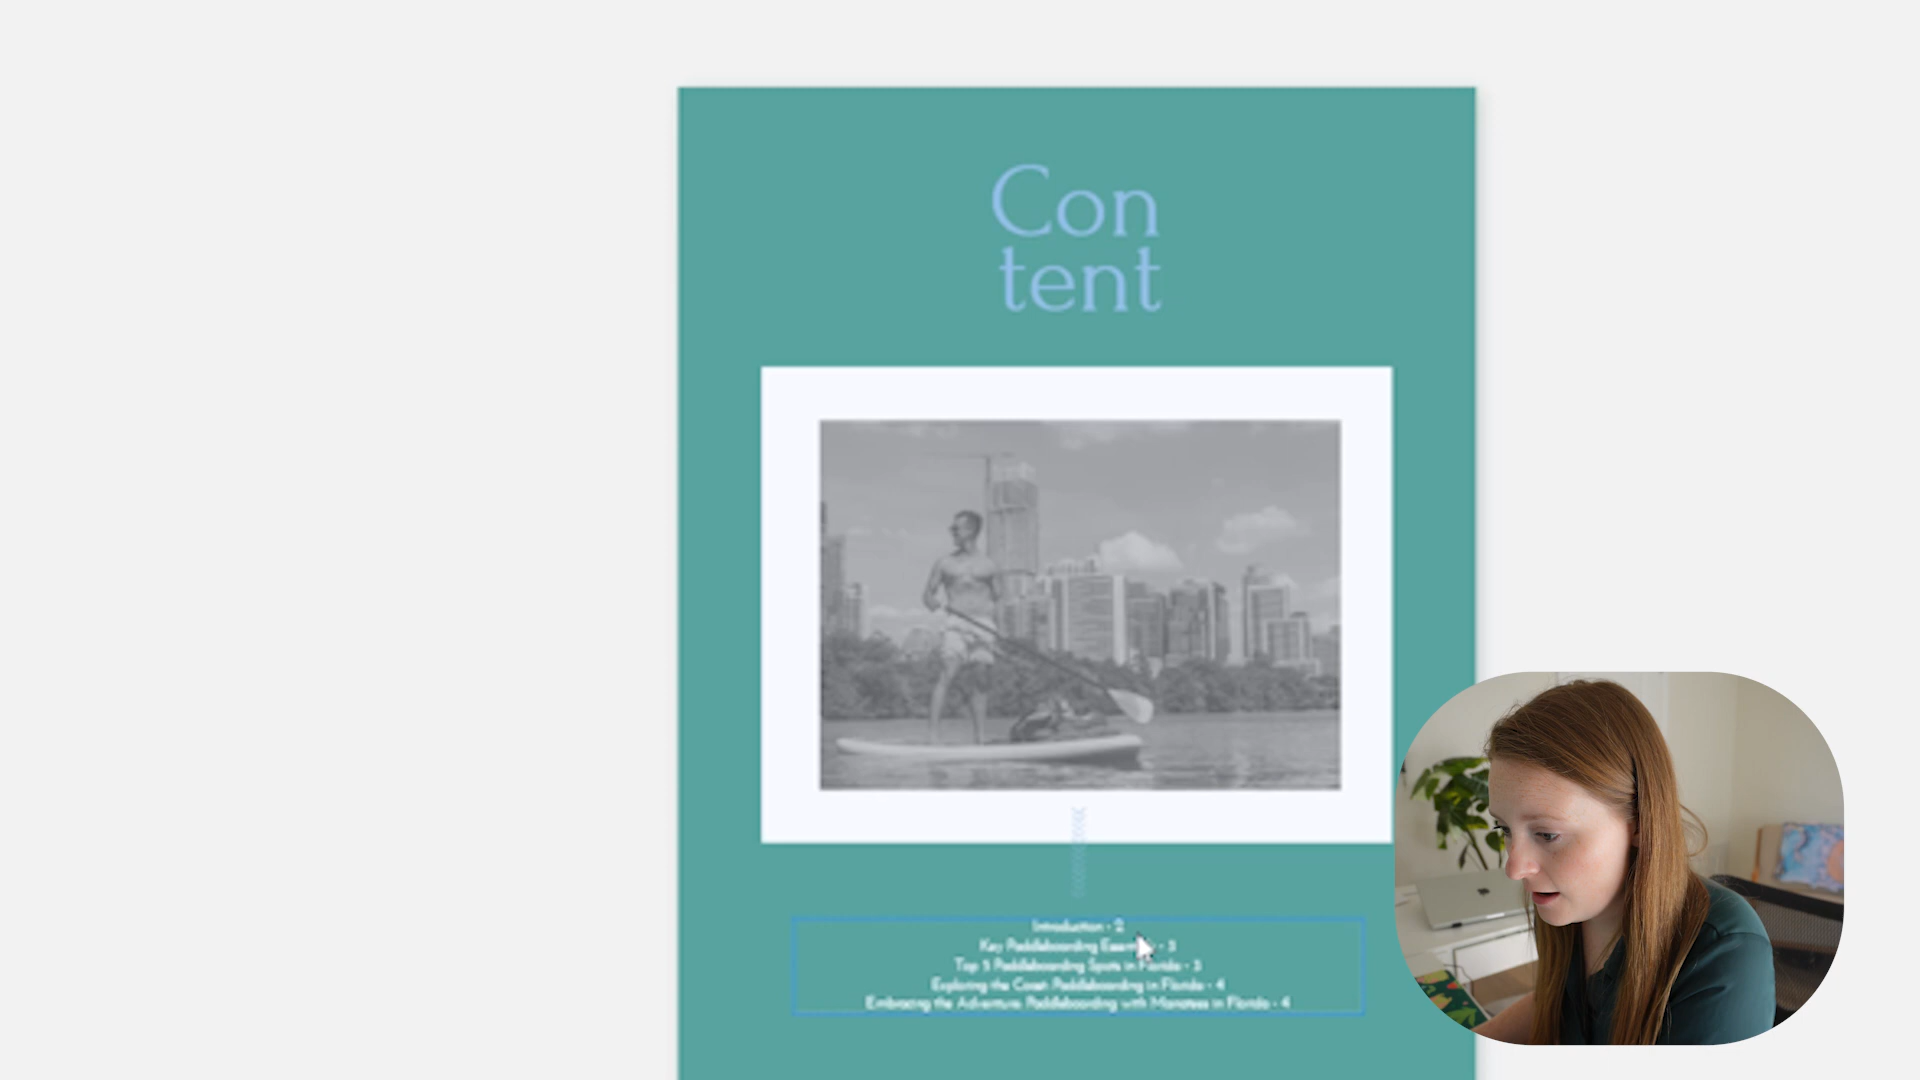 Con
tent
Introduction - 2
Key Paddleboarding - 3
Top 5 Paddleboarding Spots in Florida - 3
Exploring the Coast: Paddleboarding in Florida - 4
Embracing the Adventure: Paddleboarding with Manatees in Florida - 4